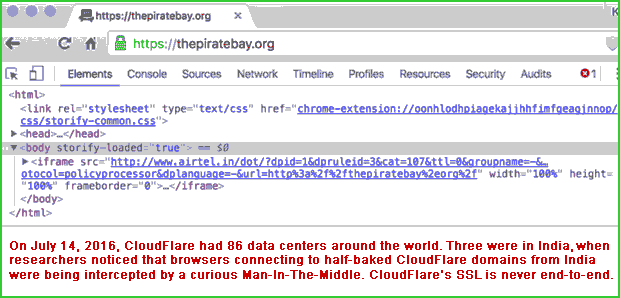 https://thepiratebay.org
https://thepiratebay.org
Elements Console Sources Network Timeline Profiles Resources Security Audits 1
<html>
<link rel="stylesheet" type="text/css" href="chrome-extension://oonhlodhpiagekajjhhfimfgeagjnnop/
css/storify-common.css">
<head>…</head>
<body storify-loaded="true"> == $0
<iframe src="http://www.airtel.in/dot/?dpid=1&dpruleid=3&cat=107&ttl=0&groupname=-&…
otocol=policyprocessor&dplanguage=-&url=http%3a%2f%2fthepiratebay%2eorg%2f" width="100%" height=
"100%" frameborder="0">…</iframe>
</body>
</html>
On July 14, 2016, CloudFlare had 86 data centers around the world. Three were in India, when
researchers noticed that browsers connecting to half-baked CloudFlare domains from India
were being intercepted by a curious Man-In-The-Middle. CloudFlare's SSL is never end-to-end.